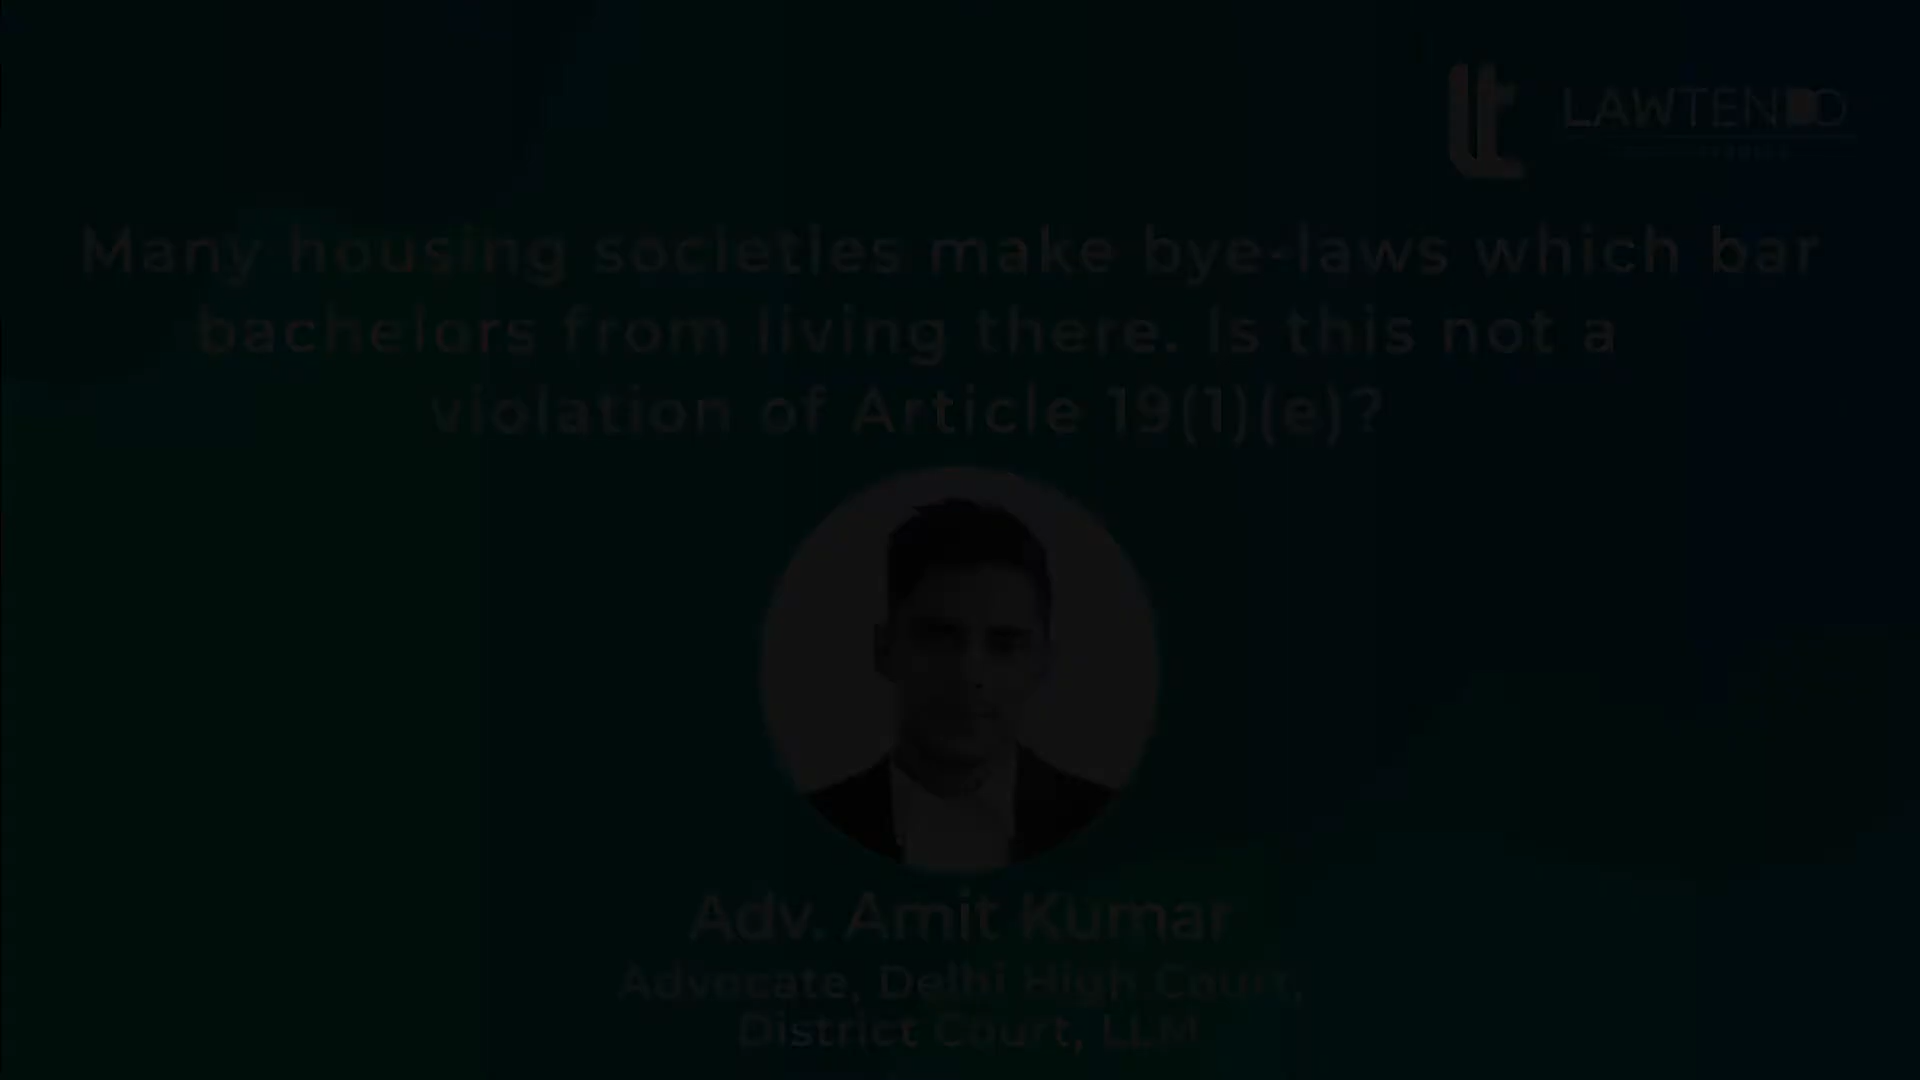 LAWTENDO
Many housing societies make bye-laws which bar
bachelors from living there. Is this not a
violation of Article 19(1)(e)?
Adv. Amit Kumar
Advocate, Delhi High Court,
District Court, LLM